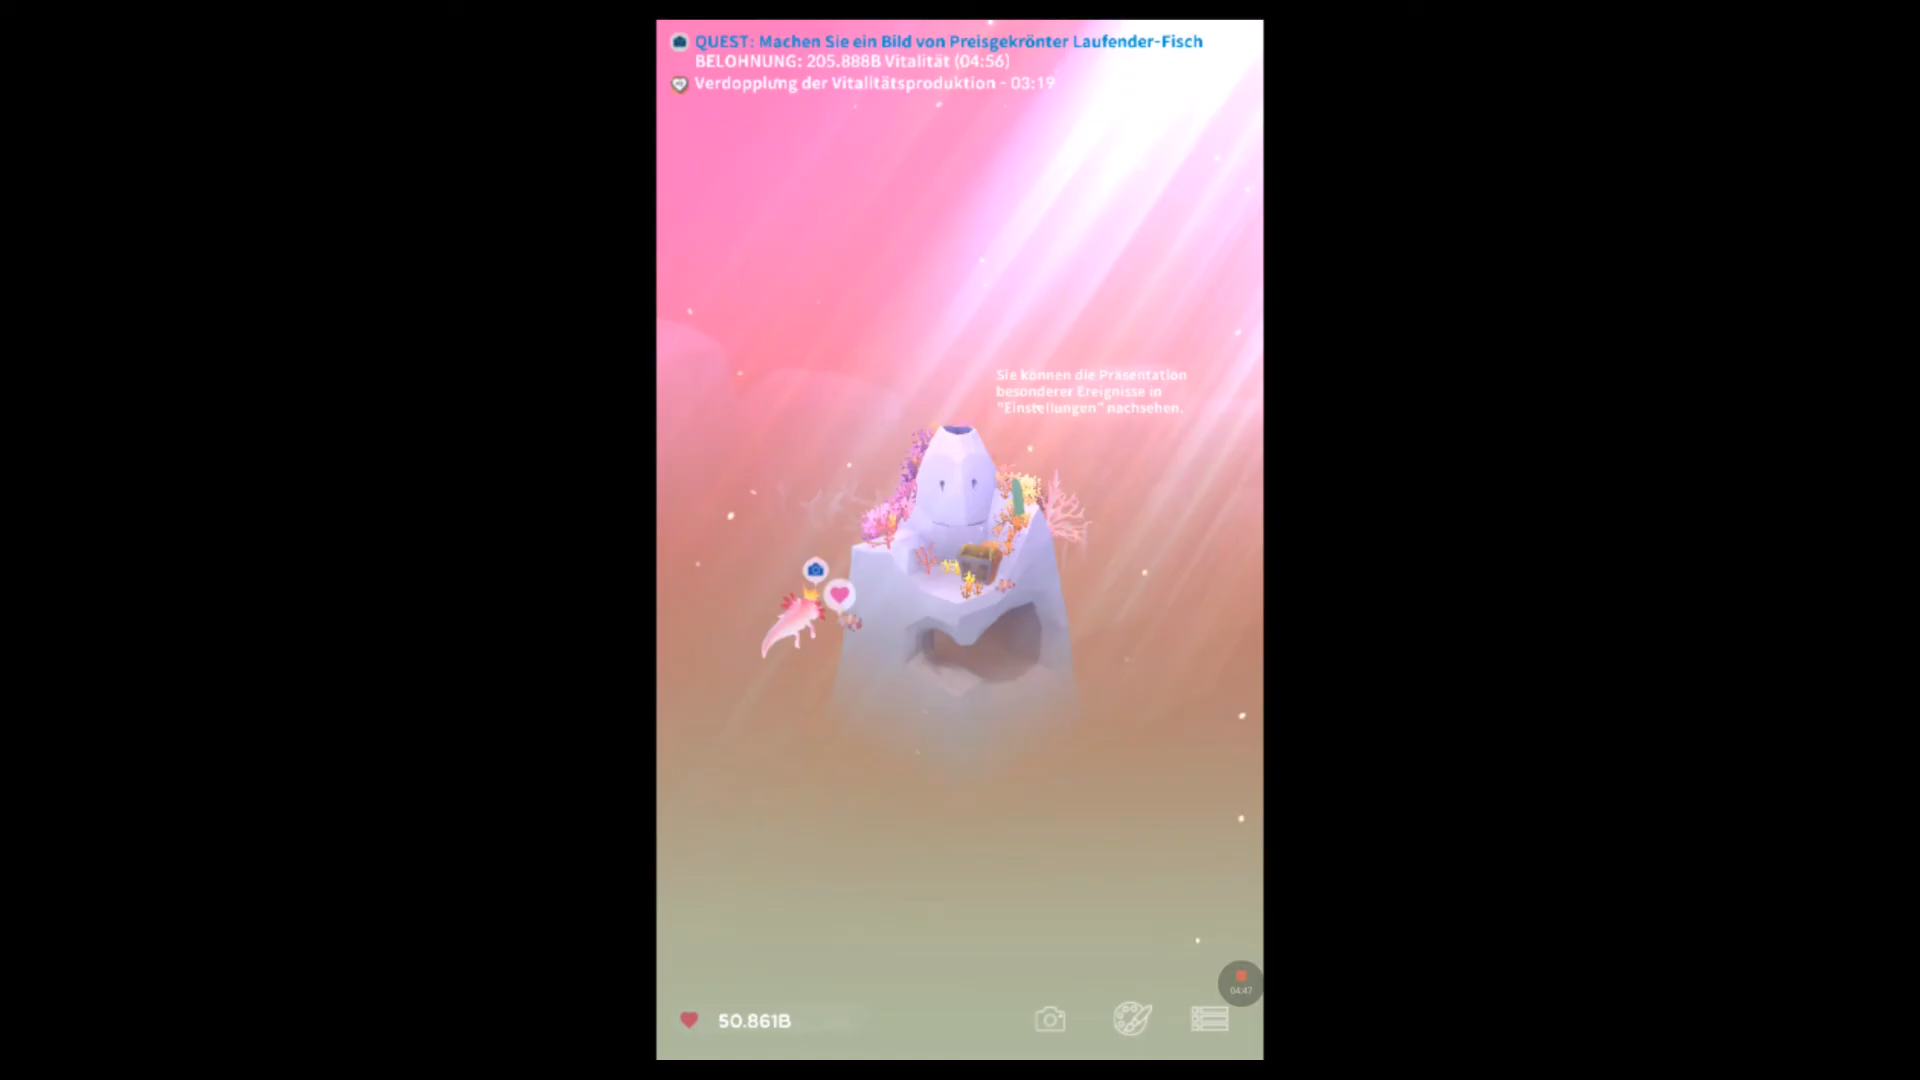 QUEST: Machen Sie ein Bild von Preisgekrönter Laufender-Fisch
BELOHNUNG: 205.888B Vitalität (04:56)
Verdopplung der Vitalitätsproduktion - 03:19
Sie können die Präsentation
besonderer Ereignisse in
"Einstellungen" nachsehen.
04:47
50.861B